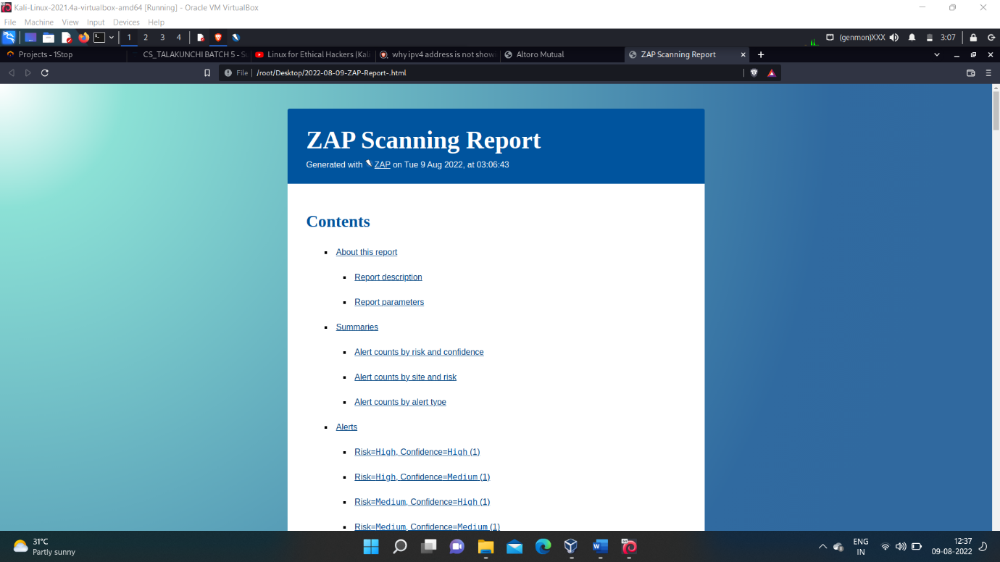 Kali-Linux-2021.4a-virtualbox-amd64 [Running] - Oracle VM VirtualBox
File Machine View Input Devices Help
1 2 3 4 (genmon)XXX 3:07
Projects - 1Stop CS_TALAKUNCHI BATCH 5 - Su Linux for Ethical Hackers (Kali why ipv4 address is not showi Altoro Mutual ZAP Scanning Report
File /root/Desktop/2022-08-09-ZAP-Report-.html
ZAP Scanning Report
Generated with ZAP on Tue 9 Aug 2022, at 03:06:43
Contents
About this report
Report description
Report parameters
Summaries
Alert counts by risk and confidence
Alert counts by site and risk
Alert counts by alert type
Alerts
Risk=High, Confidence=High (1)
Risk=High, Confidence=Medium (1)
Risk=Medium, Confidence=High (1)
Risk=Medium, Confidence=Medium (1)
31°C
Partly sunny
ENG
IN
12:37
09-08-2022